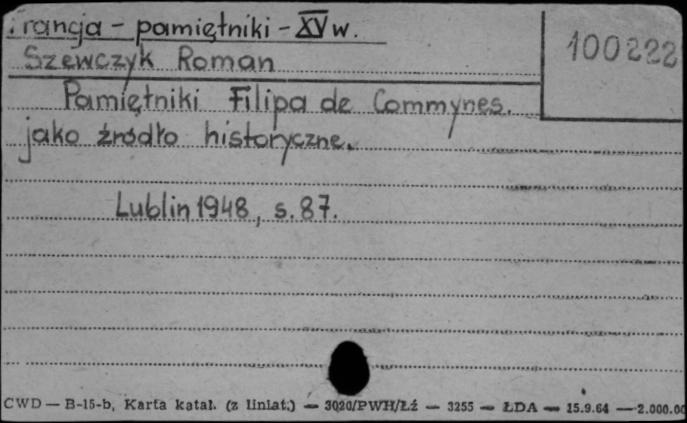 Francja - pamiętniki - XV w.
100222
Szewczyk Roman
Pamiętniki Filipa de Commynes.
jako źródło historyczne.
Lublin 1948, s. 87.
CWD — B-15-b, Karta katal. (z liniat.) — 3020/PWH/Łź — 3255 — ŁDA — 15.9.64 — 2.000.00